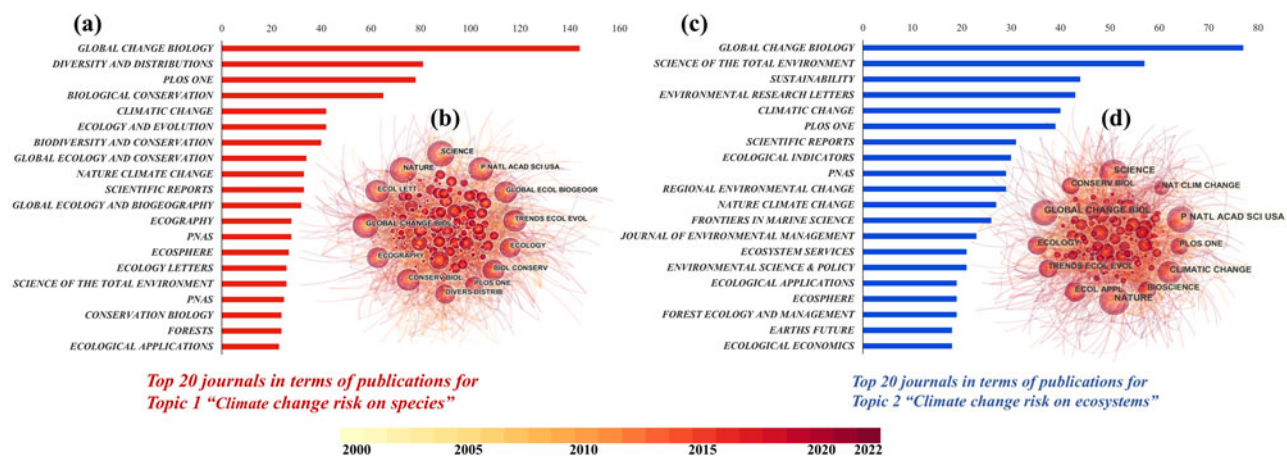 (a)
0 20 40 60 80 100 120 140 160
GLOBAL CHANGE BIOLOGY
DIVERSITY AND DISTRIBUTIONS
PLOS ONE
BIOLOGICAL CONSERVATION
CLIMATIC CHANGE
ECOLOGY AND EVOLUTION
BIODIVERSITY AND CONSERVATION
GLOBAL ECOLOGY AND CONSERVATION
NATURE CLIMATE CHANGE
SCIENTIFIC REPORTS
GLOBAL ECOLOGY AND BIOGEOGRAPHY
ECOGRAPHY
PNAS
ECOSPHERE
ECOLOGY LETTERS
SCIENCE OF THE TOTAL ENVIRONMENT
PNAS
CONSERVATION BIOLOGY
FORESTS
ECOLOGICAL APPLICATIONS
(b)
SCIENCE
NATURE
P NATL ACAD SCI USA
ECOL LETT
GLOBAL ECOL BIOGEOGR
GLOBAL CHANGE BIOL
TRENDS ECOL EVOL
ECOLOGY
ECOGRAPHY
BIOL CONSERV
CONSERV BIOL
PLOS ONE
DIVERS DISTRIB
Top 20 journals in terms of publications for
Topic 1 “Climate change risk on species”
(c)
0 10 20 30 40 50 60 70 80
GLOBAL CHANGE BIOLOGY
SCIENCE OF THE TOTAL ENVIRONMENT
SUSTAINABILITY
ENVIRONMENTAL RESEARCH LETTERS
CLIMATIC CHANGE
PLOS ONE
SCIENTIFIC REPORTS
ECOLOGICAL INDICATORS
PNAS
REGIONAL ENVIRONMENTAL CHANGE
NATURE CLIMATE CHANGE
FRONTIERS IN MARINE SCIENCE
JOURNAL OF ENVIRONMENTAL MANAGEMENT
ECOSYSTEM SERVICES
ENVIRONMENTAL SCIENCE & POLICY
ECOLOGICAL APPLICATIONS
ECOSPHERE
FOREST ECOLOGY AND MANAGEMENT
EARTHS FUTURE
ECOLOGICAL ECONOMICS
(d)
SCIENCE
CONSERV BIOL
NAT CLIM CHANGE
GLOBAL CHANGE BIOL
P NATL ACAD SCI USA
ECOLOGY
PLOS ONE
TRENDS ECOL EVOL
CLIMATIC CHANGE
ECOL APPL
BIOSCIENCE
NATURE
Top 20 journals in terms of publications for
Topic 2 “Climate change risk on ecosystems”
2000 2005 2010 2015 2020 2022